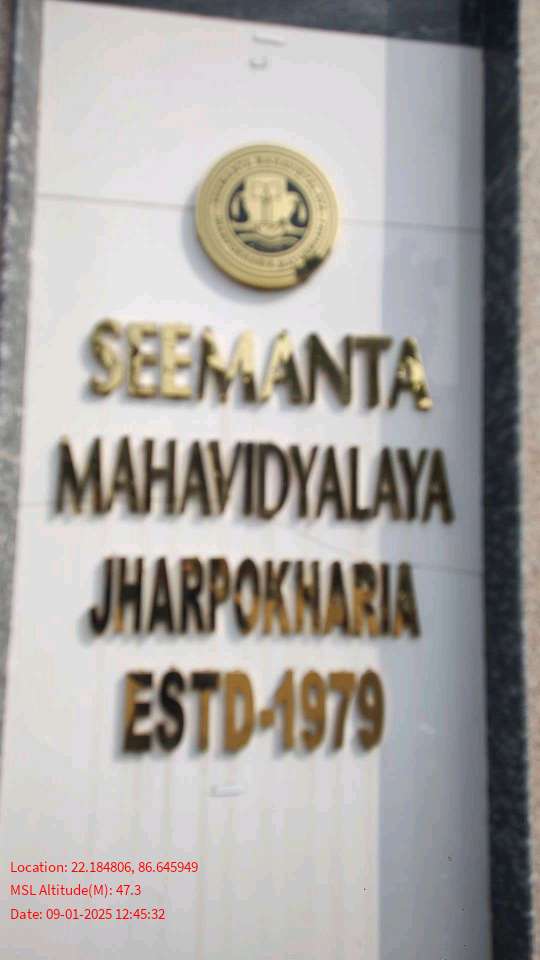 SEEMANTA
MAHAVIDYALAYA
JHARPOKHARIA
ESTD-1979
Location: 22.184806, 86.645949
MSL Altitude(M): 47.3
Date: 09-01-2025 12:45:32